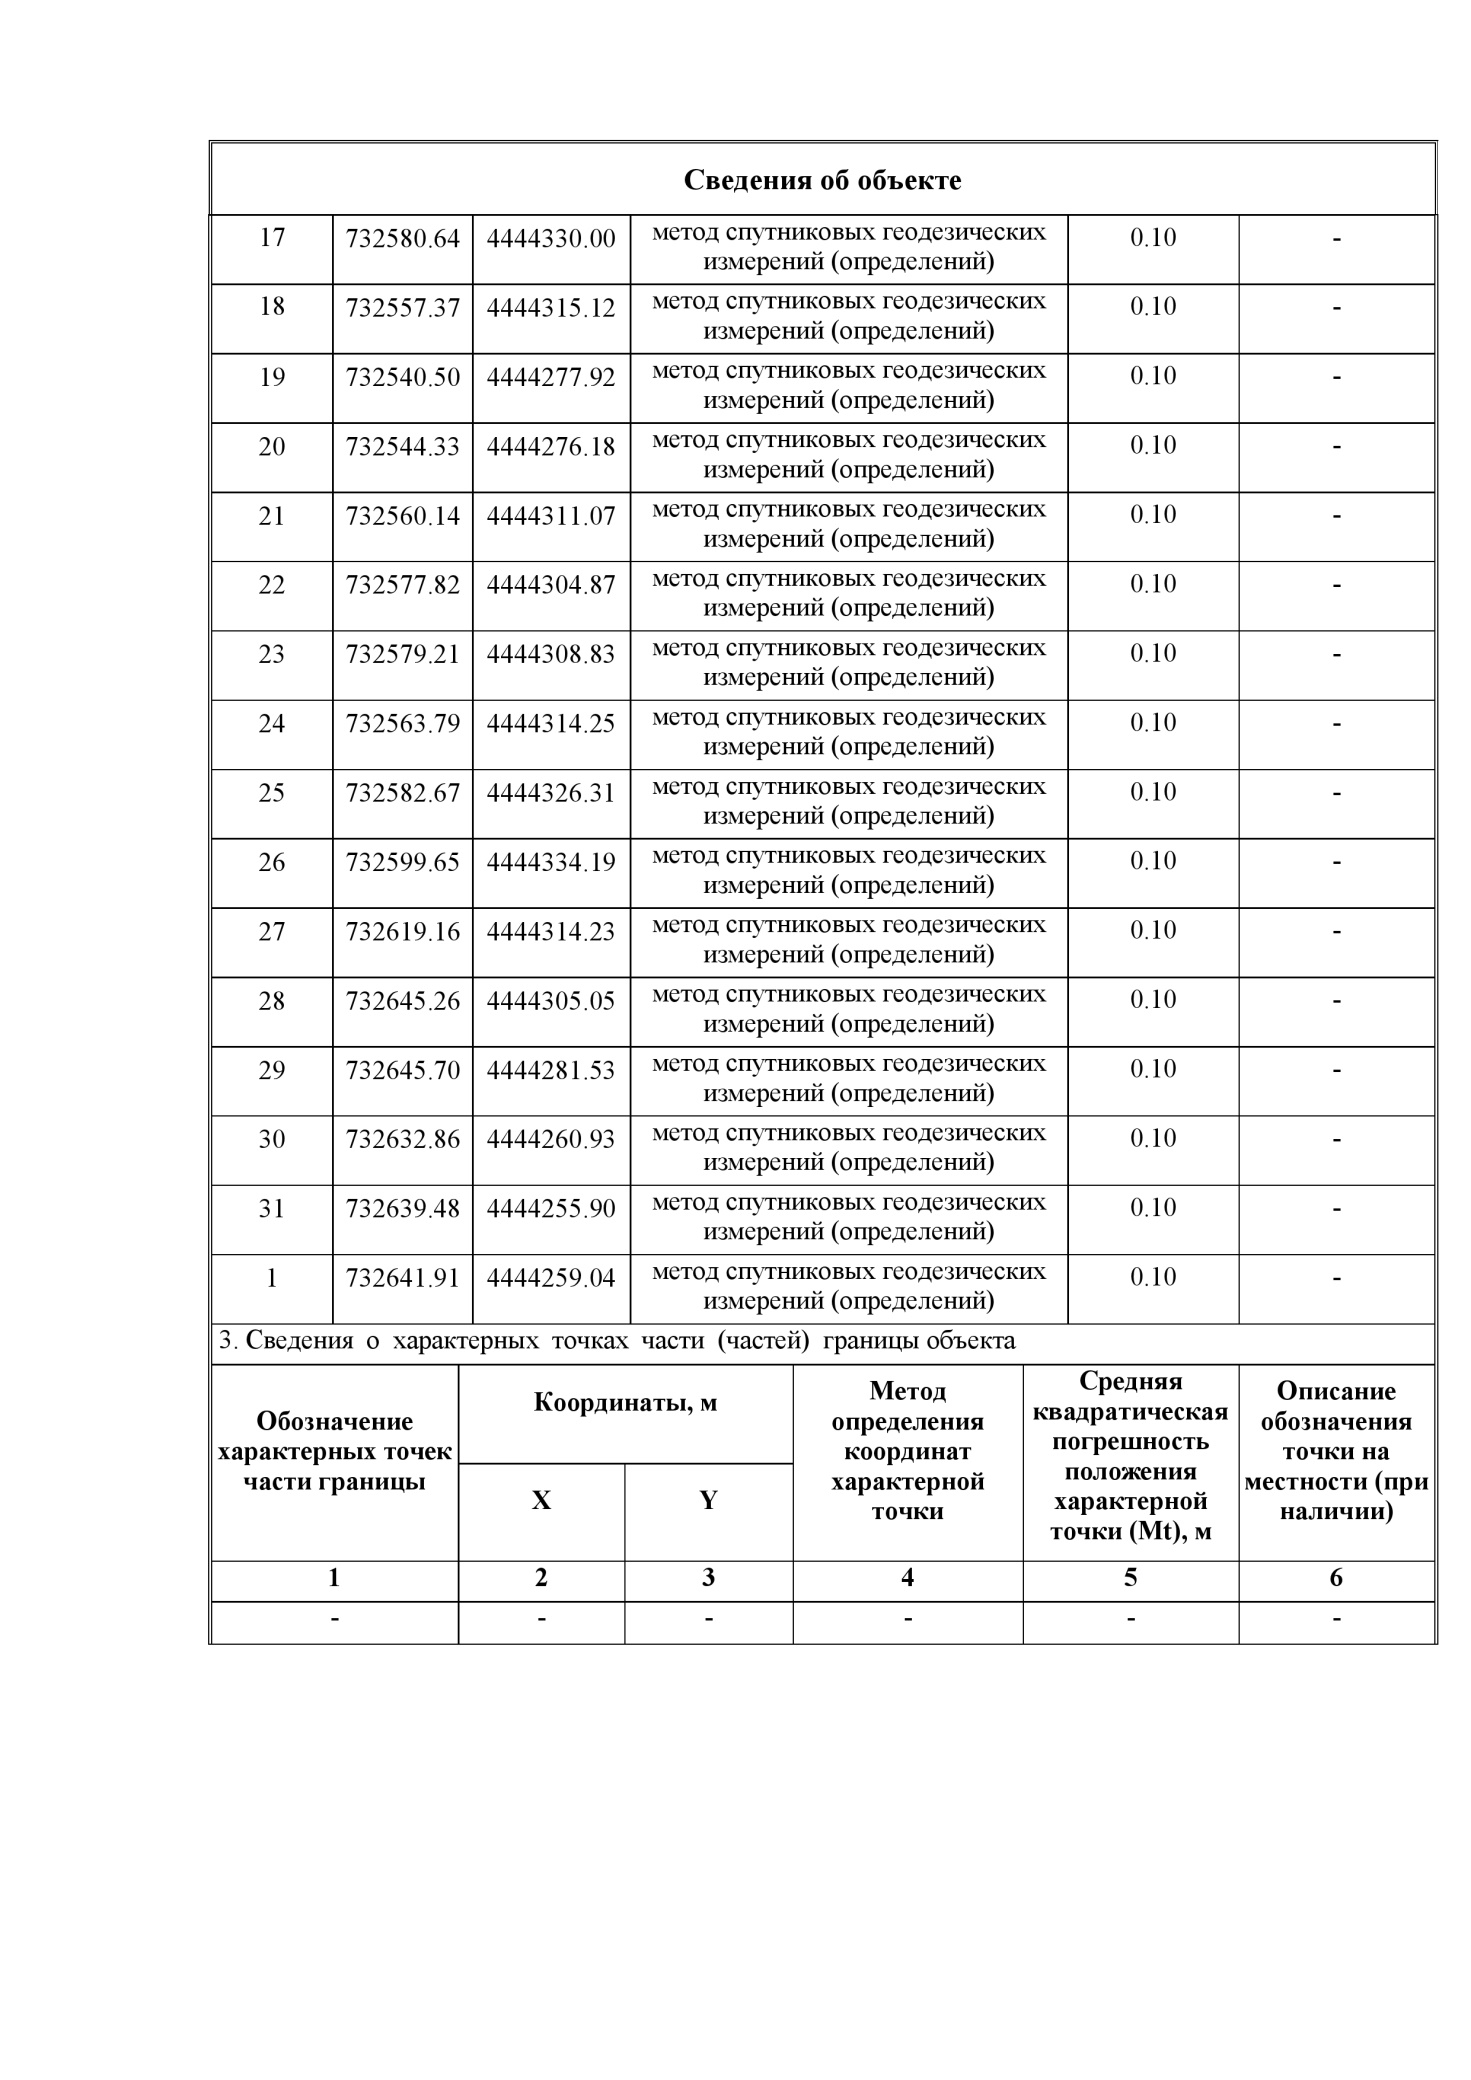 Сведения об объекте
17 732580.64 4444330.00 метод спутниковых геодезических измерений (определений) 0.10 -
18 732557.37 4444315.12 метод спутниковых геодезических измерений (определений) 0.10 -
19 732540.50 4444277.92 метод спутниковых геодезических измерений (определений) 0.10 -
20 732544.33 4444276.18 метод спутниковых геодезических измерений (определений) 0.10 -
21 732560.14 4444311.07 метод спутниковых геодезических измерений (определений) 0.10 -
22 732577.82 4444304.87 метод спутниковых геодезических измерений (определений) 0.10 -
23 732579.21 4444308.83 метод спутниковых геодезических измерений (определений) 0.10 -
24 732563.79 4444314.25 метод спутниковых геодезических измерений (определений) 0.10 -
25 732582.67 4444326.31 метод спутниковых геодезических измерений (определений) 0.10 -
26 732599.65 4444334.19 метод спутниковых геодезических измерений (определений) 0.10 -
27 732619.16 4444314.23 метод спутниковых геодезических измерений (определений) 0.10 -
28 732645.26 4444305.05 метод спутниковых геодезических измерений (определений) 0.10 -
29 732645.70 4444281.53 метод спутниковых геодезических измерений (определений) 0.10 -
30 732632.86 4444260.93 метод спутниковых геодезических измерений (определений) 0.10 -
31 732639.48 4444255.90 метод спутниковых геодезических измерений (определений) 0.10 -
1 732641.91 4444259.04 метод спутниковых геодезических измерений (определений) 0.10 -
3. Сведения о характерных точках части (частей) границы объекта
Обозначение
характерных точек
части границы
Координаты, м
X Y
Метод
определения
координат
характерной
точки
Средняя
квадратическая
погрешность
положения
характерной
точки (Mt), м
Описание
обозначения
точки на
местности (при
наличии)
1 2 3 4 5 6
- - - - - -